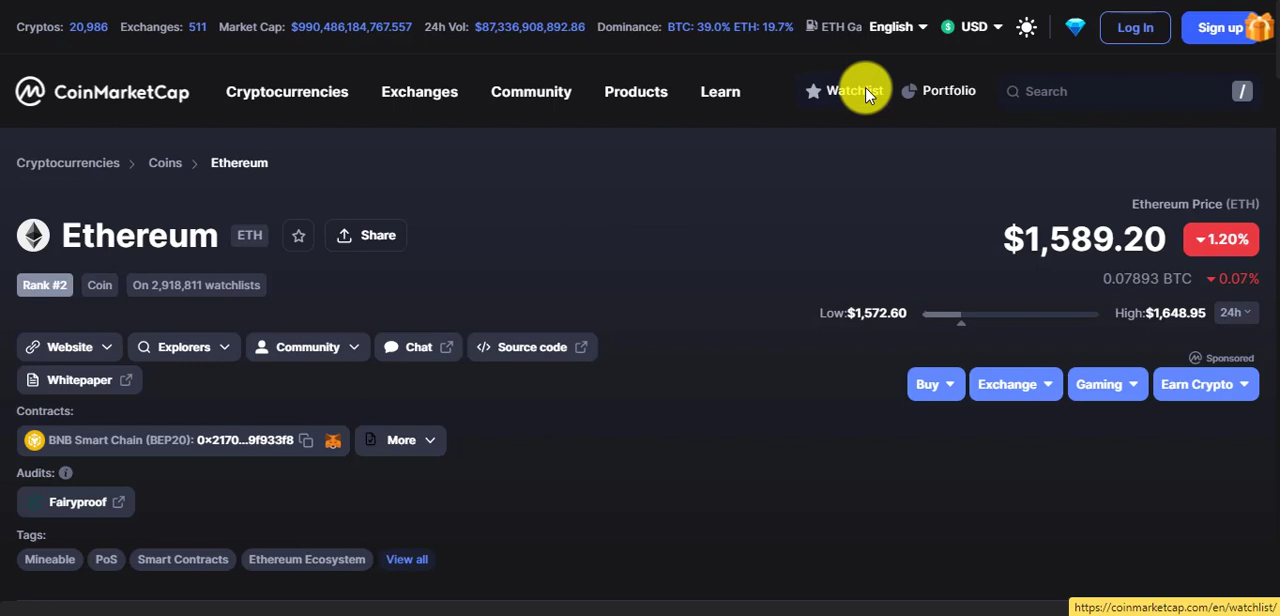 Cryptos: 20,986 Exchanges: 511 Market Cap: $990,486,184,767.557 24h Vol: $87,336,908,892.86 Dominance: BTC: 39.0% ETH: 19.7% ETH Ga English USD Log In Sign up
CoinMarketCap Cryptocurrencies Exchanges Community Products Learn Watchlist Portfolio Search /
Cryptocurrencies > Coins > Ethereum
Ethereum Price (ETH)
Ethereum ETH Share $1,589.20 1.20%
Rank #2 Coin On 2,918,811 watchlists 0.07893 BTC 0.07%
Low:$1,572.60 High:$1,648.95 24h
Website Explorers Community Chat Source code
Sponsored
Whitepaper Buy Exchange Gaming Earn Crypto
Contracts:
BNB Smart Chain (BEP20): 0x2170...9f933f8 More
Audits:
Fairyproof
Tags:
Mineable PoS Smart Contracts Ethereum Ecosystem View all
https://coinmarketcap.com/en/watchlist/